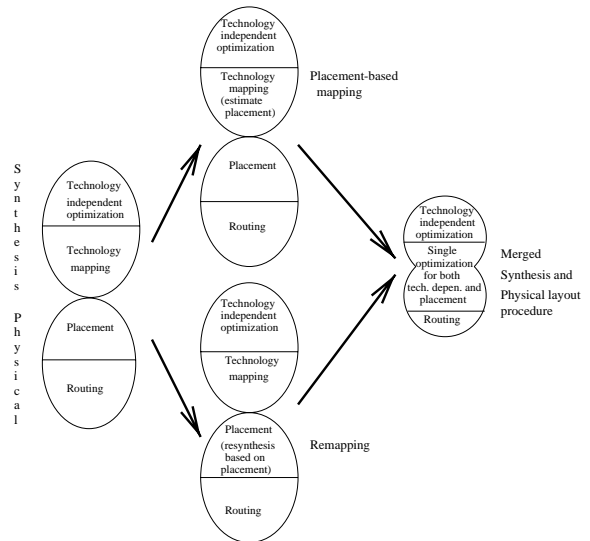 Synthesis
Physical
Technology
independent
optimization
Technology
mapping
(estimate
placement)
Placement-based
mapping
Placement
Routing
Technology
independent
optimization
Technology
mapping
Placement
Routing
Technology
independent
optimization
Technology
mapping
Placement
(resynthesis
based on
placement)
Routing
Remapping
Technology
independent
optimization
Single
optimization
for both
tech. depen. and
placement
Routing
Merged
Synthesis and
Physical layout
procedure